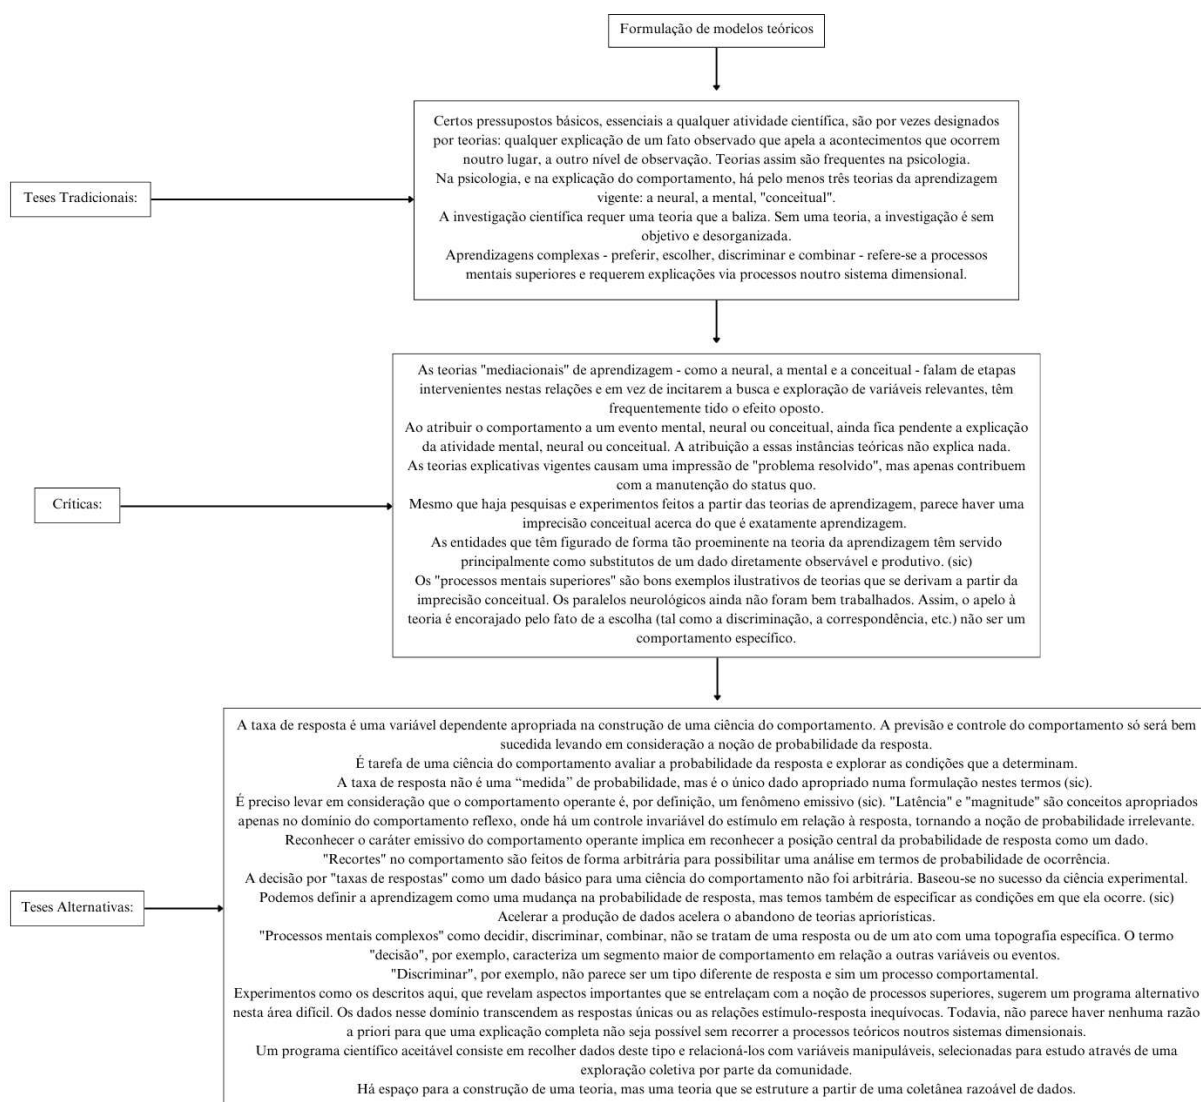 Formulação de modelos teóricos
Teses Tradicionais:
Certos pressupostos básicos, essenciais a qualquer atividade científica, são por vezes designados
por teorias: qualquer explicação de um fato observado que apela a acontecimentos que ocorrem
noutro lugar, a outro nível de observação. Teorias assim são frequentes na psicologia.
Na psicologia, e na explicação do comportamento, há pelo menos três teorias da aprendizagem
vigente: a neural, a mental, "conceitual".
A investigação científica requer uma teoria que a baliza. Sem uma teoria, a investigação é sem
objetivo e desorganizada.
Aprendizagens complexas - preferir, escolher, discriminar e combinar - refere-se a processos
mentais superiores e requerem explicações via processos noutro sistema dimensional.
Críticas:
As teorias "mediacionais" de aprendizagem - como a neural, a mental e a conceitual - falam de etapas
intervenientes nestas relações e em vez de incitarem a busca e exploração de variáveis relevantes, têm
frequentemente tido o efeito oposto.
Ao atribuir o comportamento a um evento mental, neural ou conceitual, ainda fica pendente a explicação
da atividade mental, neural ou conceitual. A atribuição a essas instâncias teóricas não explica nada.
As teorias explicativas vigentes causam uma impressão de "problema resolvido", mas apenas contribuem
com a manutenção do status quo.
Mesmo que haja pesquisas e experimentos feitos a partir das teorias de aprendizagem, parece haver uma
imprecisão conceitual acerca do que é exatamente aprendizagem.
As entidades que têm figurado de forma tão proeminente na teoria da aprendizagem têm servido
principalmente como substitutos de um dado diretamente observável e produtivo. (sic)
Os "processos mentais superiores" são bons exemplos ilustrativos de teorias que se derivam a partir da
imprecisão conceitual. Os paralelos neurológicos ainda não foram bem trabalhados. Assim, o apelo à
teoria é encorajado pelo fato de a escolha (tal como a discriminação, a correspondência, etc.) não ser um
comportamento específico.
Teses Alternativas:
A taxa de resposta é uma variável dependente apropriada na construção de uma ciência do comportamento. A previsão e controle do comportamento só será bem
sucedida levando em consideração a noção de probabilidade da resposta.
É tarefa de uma ciência do comportamento avaliar a probabilidade da resposta e explorar as condições que a determinam.
A taxa de resposta não é uma “medida” de probabilidade, mas é o único dado apropriado numa formulação nestes termos (sic).
É preciso levar em consideração que o comportamento operante é, por definição, um fenômeno emissivo (sic). "Latência" e "magnitude" são conceitos apropriados
apenas no domínio do comportamento reflexo, onde há um controle invariável do estímulo em relação à resposta, tornando a noção de probabilidade irrelevante.
Reconhecer o caráter emissivo do comportamento operante implica em reconhecer a posição central da probabilidade de resposta como um dado.
"Recortes" no comportamento são feitos de forma arbitrária para possibilitar uma análise em termos de probabilidade de ocorrência.
A decisão por "taxas de respostas" como um dado básico para uma ciência do comportamento não foi arbitrária. Baseou-se no sucesso da ciência experimental.
Podemos definir a aprendizagem como uma mudança na probabilidade de resposta, mas temos também de especificar as condições em que ela ocorre. (sic)
Acelerar a produção de dados acelera o abandono de teorias apriorísticas.
"Processos mentais complexos" como decidir, discriminar, combinar, não se tratam de uma resposta ou de um ato com uma topografia específica. O termo
"decisão", por exemplo, caracteriza um segmento maior de comportamento em relação a outras variáveis ou eventos.
"Discriminar", por exemplo, não parece ser um tipo diferente de resposta e sim um processo comportamental.
Experimentos como os descritos aqui, que revelam aspectos importantes que se entrelaçam com a noção de processos superiores, sugerem um programa alternativo
nesta área difícil. Os dados nesse domínio transcendem as respostas únicas ou as relações estímulo-resposta inequívocas. Todavia, não parece haver nenhuma razão
a priori para que uma explicação completa não seja possível sem recorrer a processos teóricos noutros sistemas dimensionais.
Um programa científico aceitável consiste em recolher dados deste tipo e relacioná-los com variáveis manipuláveis, selecionadas para estudo através de uma
exploração coletiva por parte da comunidade.
Há espaço para a construção de uma teoria, mas uma teoria que se estruture a partir de uma coletânea razoável de dados.